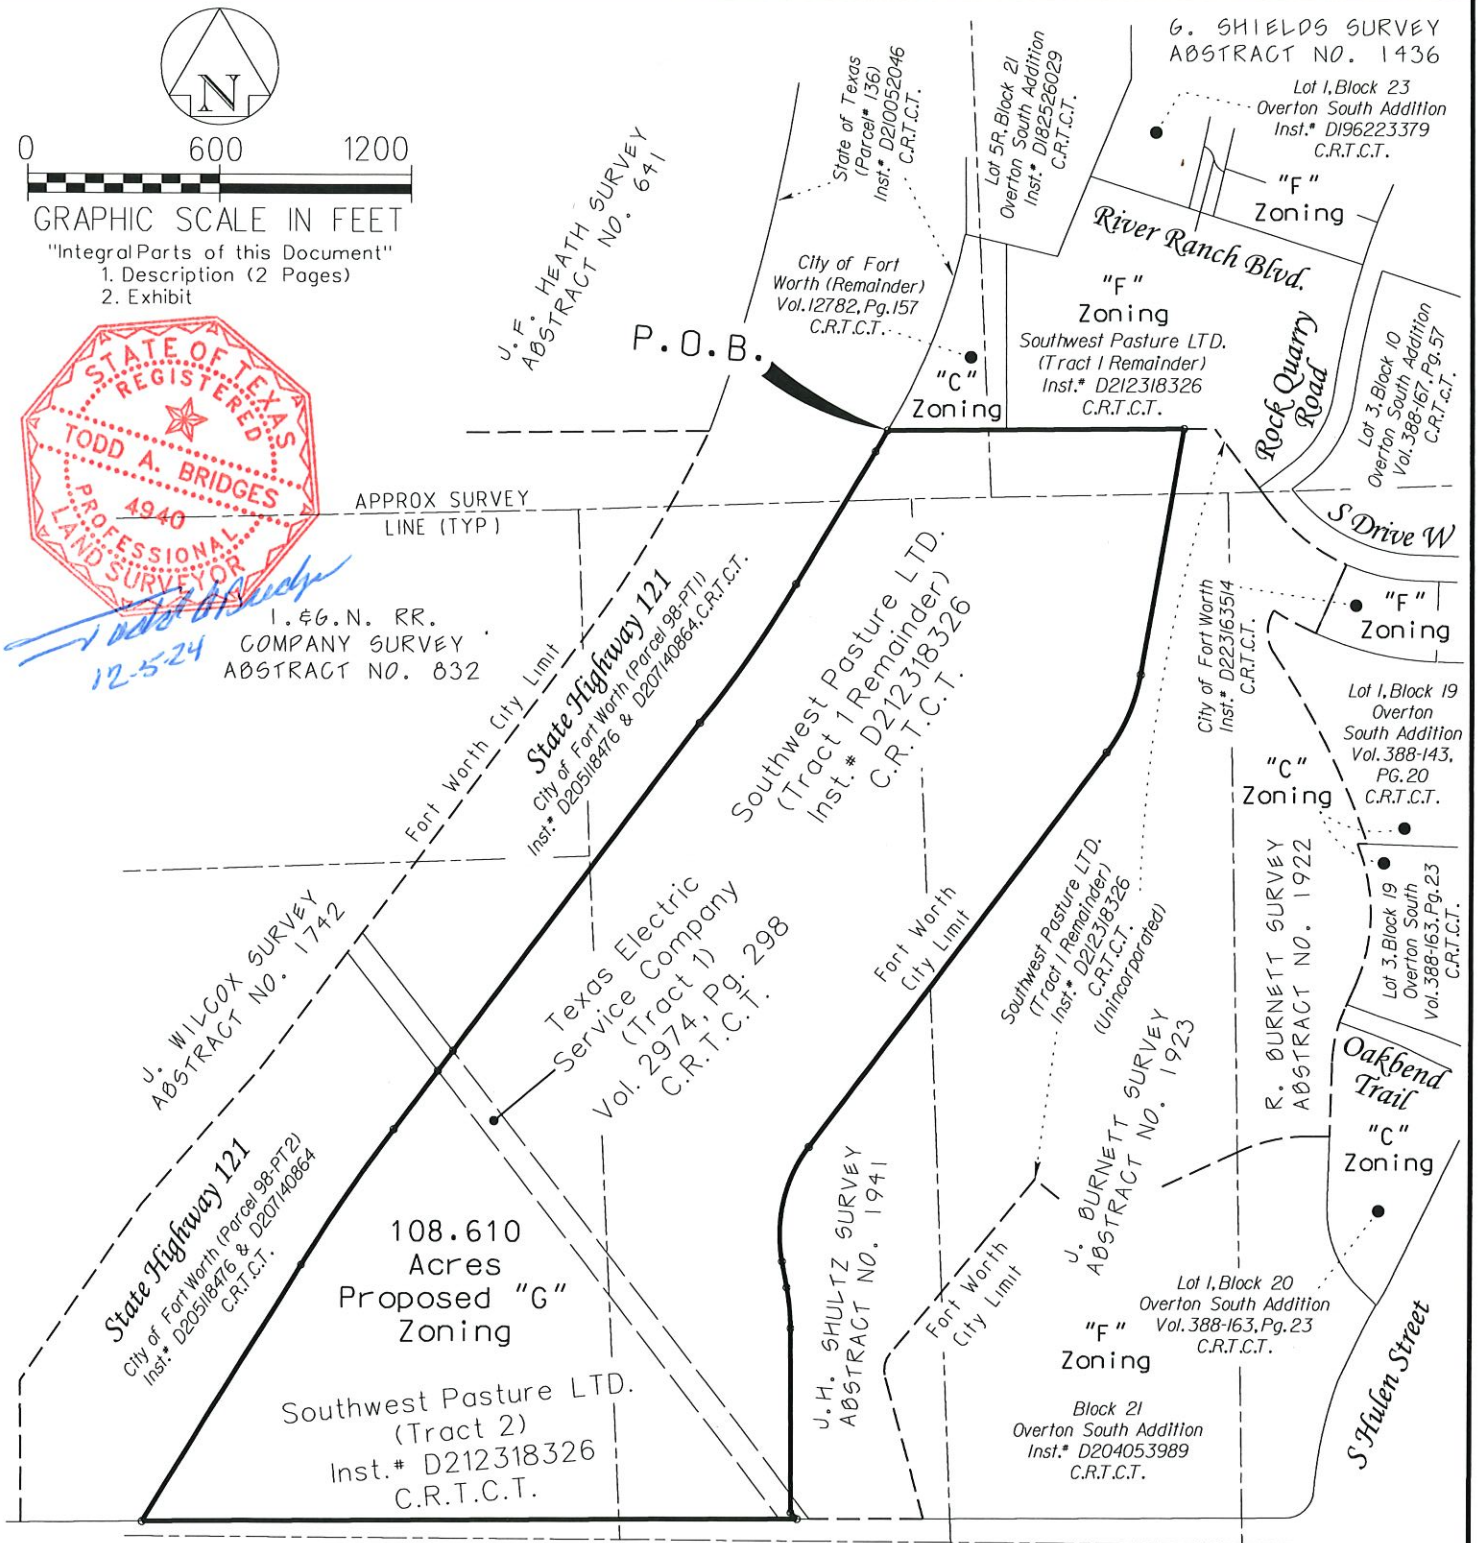 N
0 600 1200
GRAPHIC SCALE IN FEET
"Integral Parts of this Document"
1. Description (2 Pages)
2. Exhibit
STATE OF TEXAS
REGISTERED
TODD A. BRIDGES
4940
PROFESSIONAL
LAND SURVEYOR
12-5-24
J.F. HEATH SURVEY
ABSTRACT NO. 641
State of Texas
(Parcel# 136)
Inst.# D210052046
C.R.T.C.T.
Lot 5R, Block 21
Overton South Addition
Inst.# D182526029
C.R.T.C.T.
G. SHIELDS SURVEY
ABSTRACT NO. 1436
Lot 1, Block 23
Overton South Addition
Inst.# D196223379
C.R.T.C.T.
"F"
Zoning
River Ranch Blvd.
City of Fort
Worth (Remainder)
Vol.12782, Pg.157
C.R.T.C.T.
"F"
Zoning
Southwest Pasture LTD.
(Tract 1 Remainder)
Inst.# D212318326
C.R.T.C.T.
P.O.B.
"C"
Zoning
Rock Quarry
Road
Lot 3, Block 10
Overton South Addition
Vol.388-167, Pg.57
C.R.T.C.T.
APPROX SURVEY
LINE (TYP)
S Drive W
I. & G.N. RR.
COMPANY SURVEY
ABSTRACT NO. 832
Fort Worth City Limit
State Highway 121
City of Fort Worth (Parcel 98-PT1)
Inst.# D205118476 & D207140864, C.R.T.C.T.
Southwest Pasture LTD.
(Tract 1 Remainder)
Inst.# D212318326
C.R.T.C.T.
City of Fort Worth
Inst.# D223163514
C.R.T.C.T.
"F"
Zoning
Lot 1, Block 19
Overton
South Addition
Vol.388-143,
PG.20
C.R.T.C.T.
"C"
Zoning
Lot 3, Block 19
Overton South
Vol.388-163, Pg.23
C.R.T.C.T.
R. BURNETT SURVEY
ABSTRACT NO. 1922
J. WILCOX SURVEY
ABSTRACT NO. 1742
Texas Electric
Service Company
(Tract 1)
Vol. 2974, Pg. 298
C.R.T.C.T.
Fort Worth
City Limit
Southwest Pasture LTD.
(Tract 1 Remainder)
Inst.# D212318326
C.R.T.C.T.
(Unincorporated)
J. BURNETT SURVEY
ABSTRACT NO. 1923
Oakbend
Trail
"C"
Zoning
State Highway 121
City of Fort Worth (Parcel 98-PT2)
Inst.# D205118476 & D207140864
C.R.T.C.T.
108.610
Acres
Proposed "G"
Zoning
J.H. SHULTZ SURVEY
ABSTRACT NO. 1941
Fort Worth
City Limit
Lot 1, Block 20
Overton South Addition
Vol.388-163, Pg.23
C.R.T.C.T.
"F"
Zoning
Southwest Pasture LTD.
(Tract 2)
Inst.# D212318326
C.R.T.C.T.
Block 21
Overton South Addition
Inst.# D204053989
C.R.T.C.T.
S Hulen Street